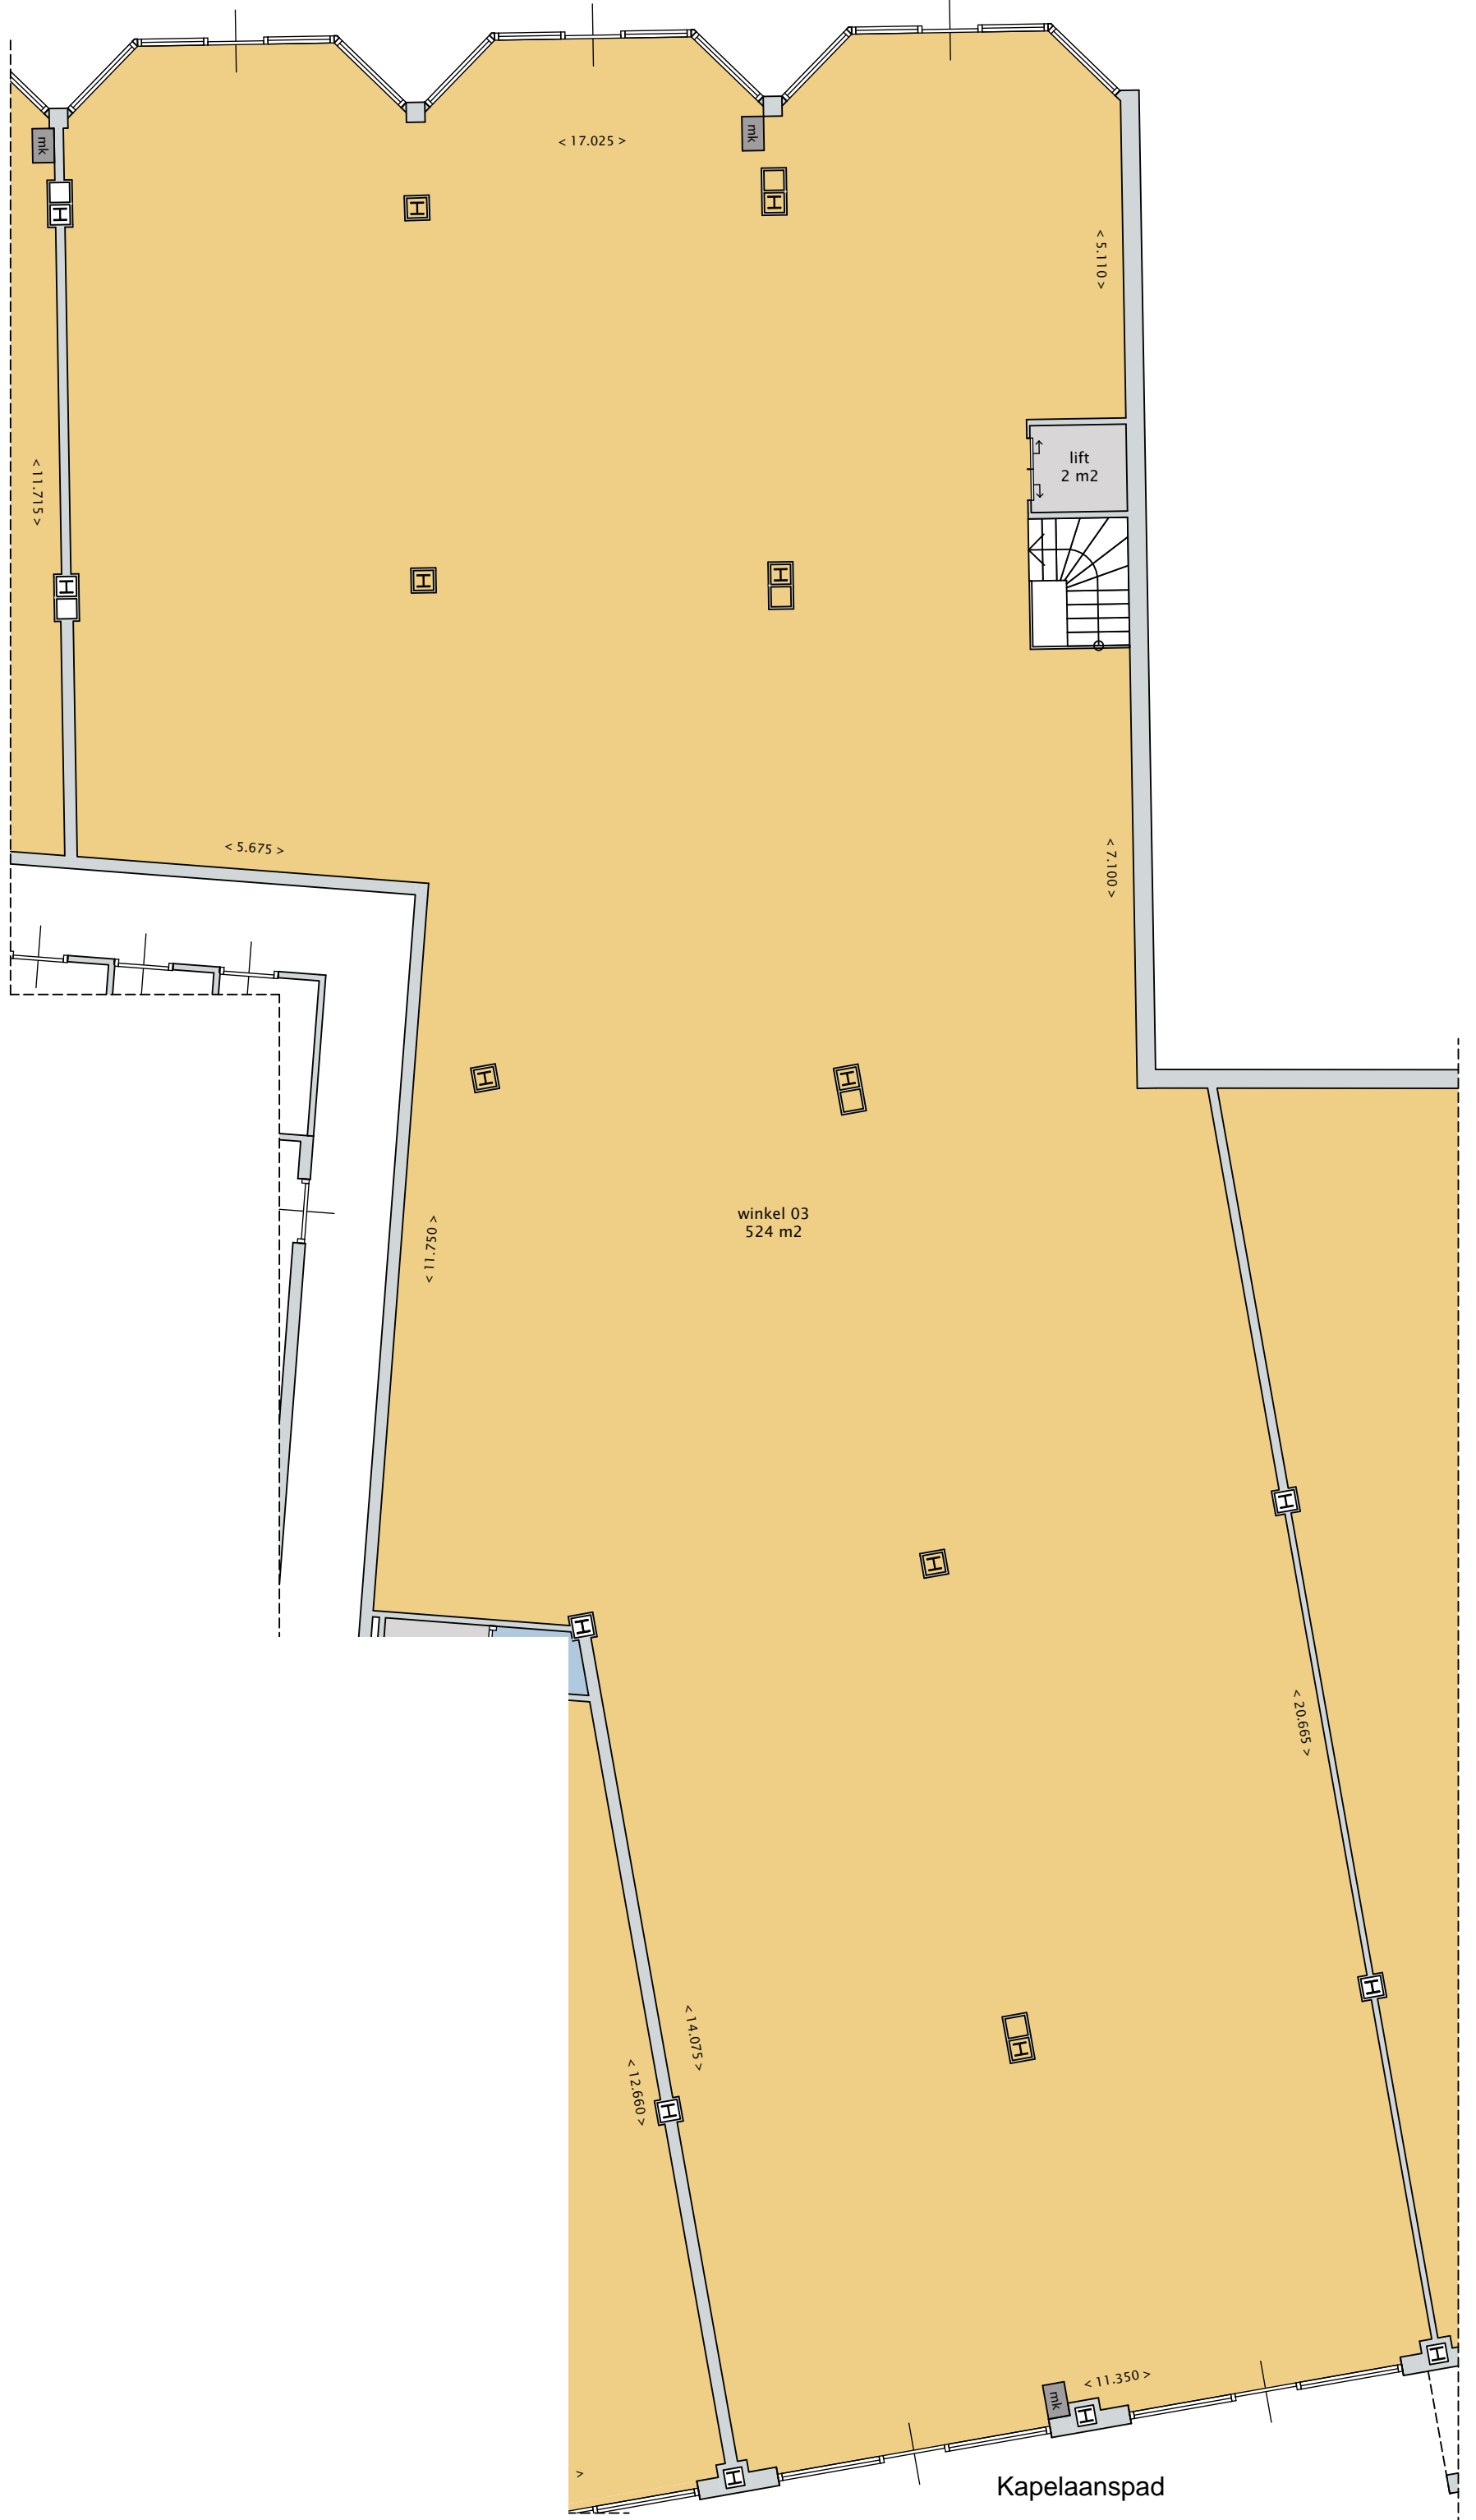 mk
< 17.025 >
mk
< 5.110 >
lift
2 m2
< 11.715 >
< 5.675 >
< 7.100 >
winkel 03
524 m2
< 11.750 >
< 20.665 >
< 14.075 >
< 12.660 >
< 11.350 >
mk
>
Kapelaanspad